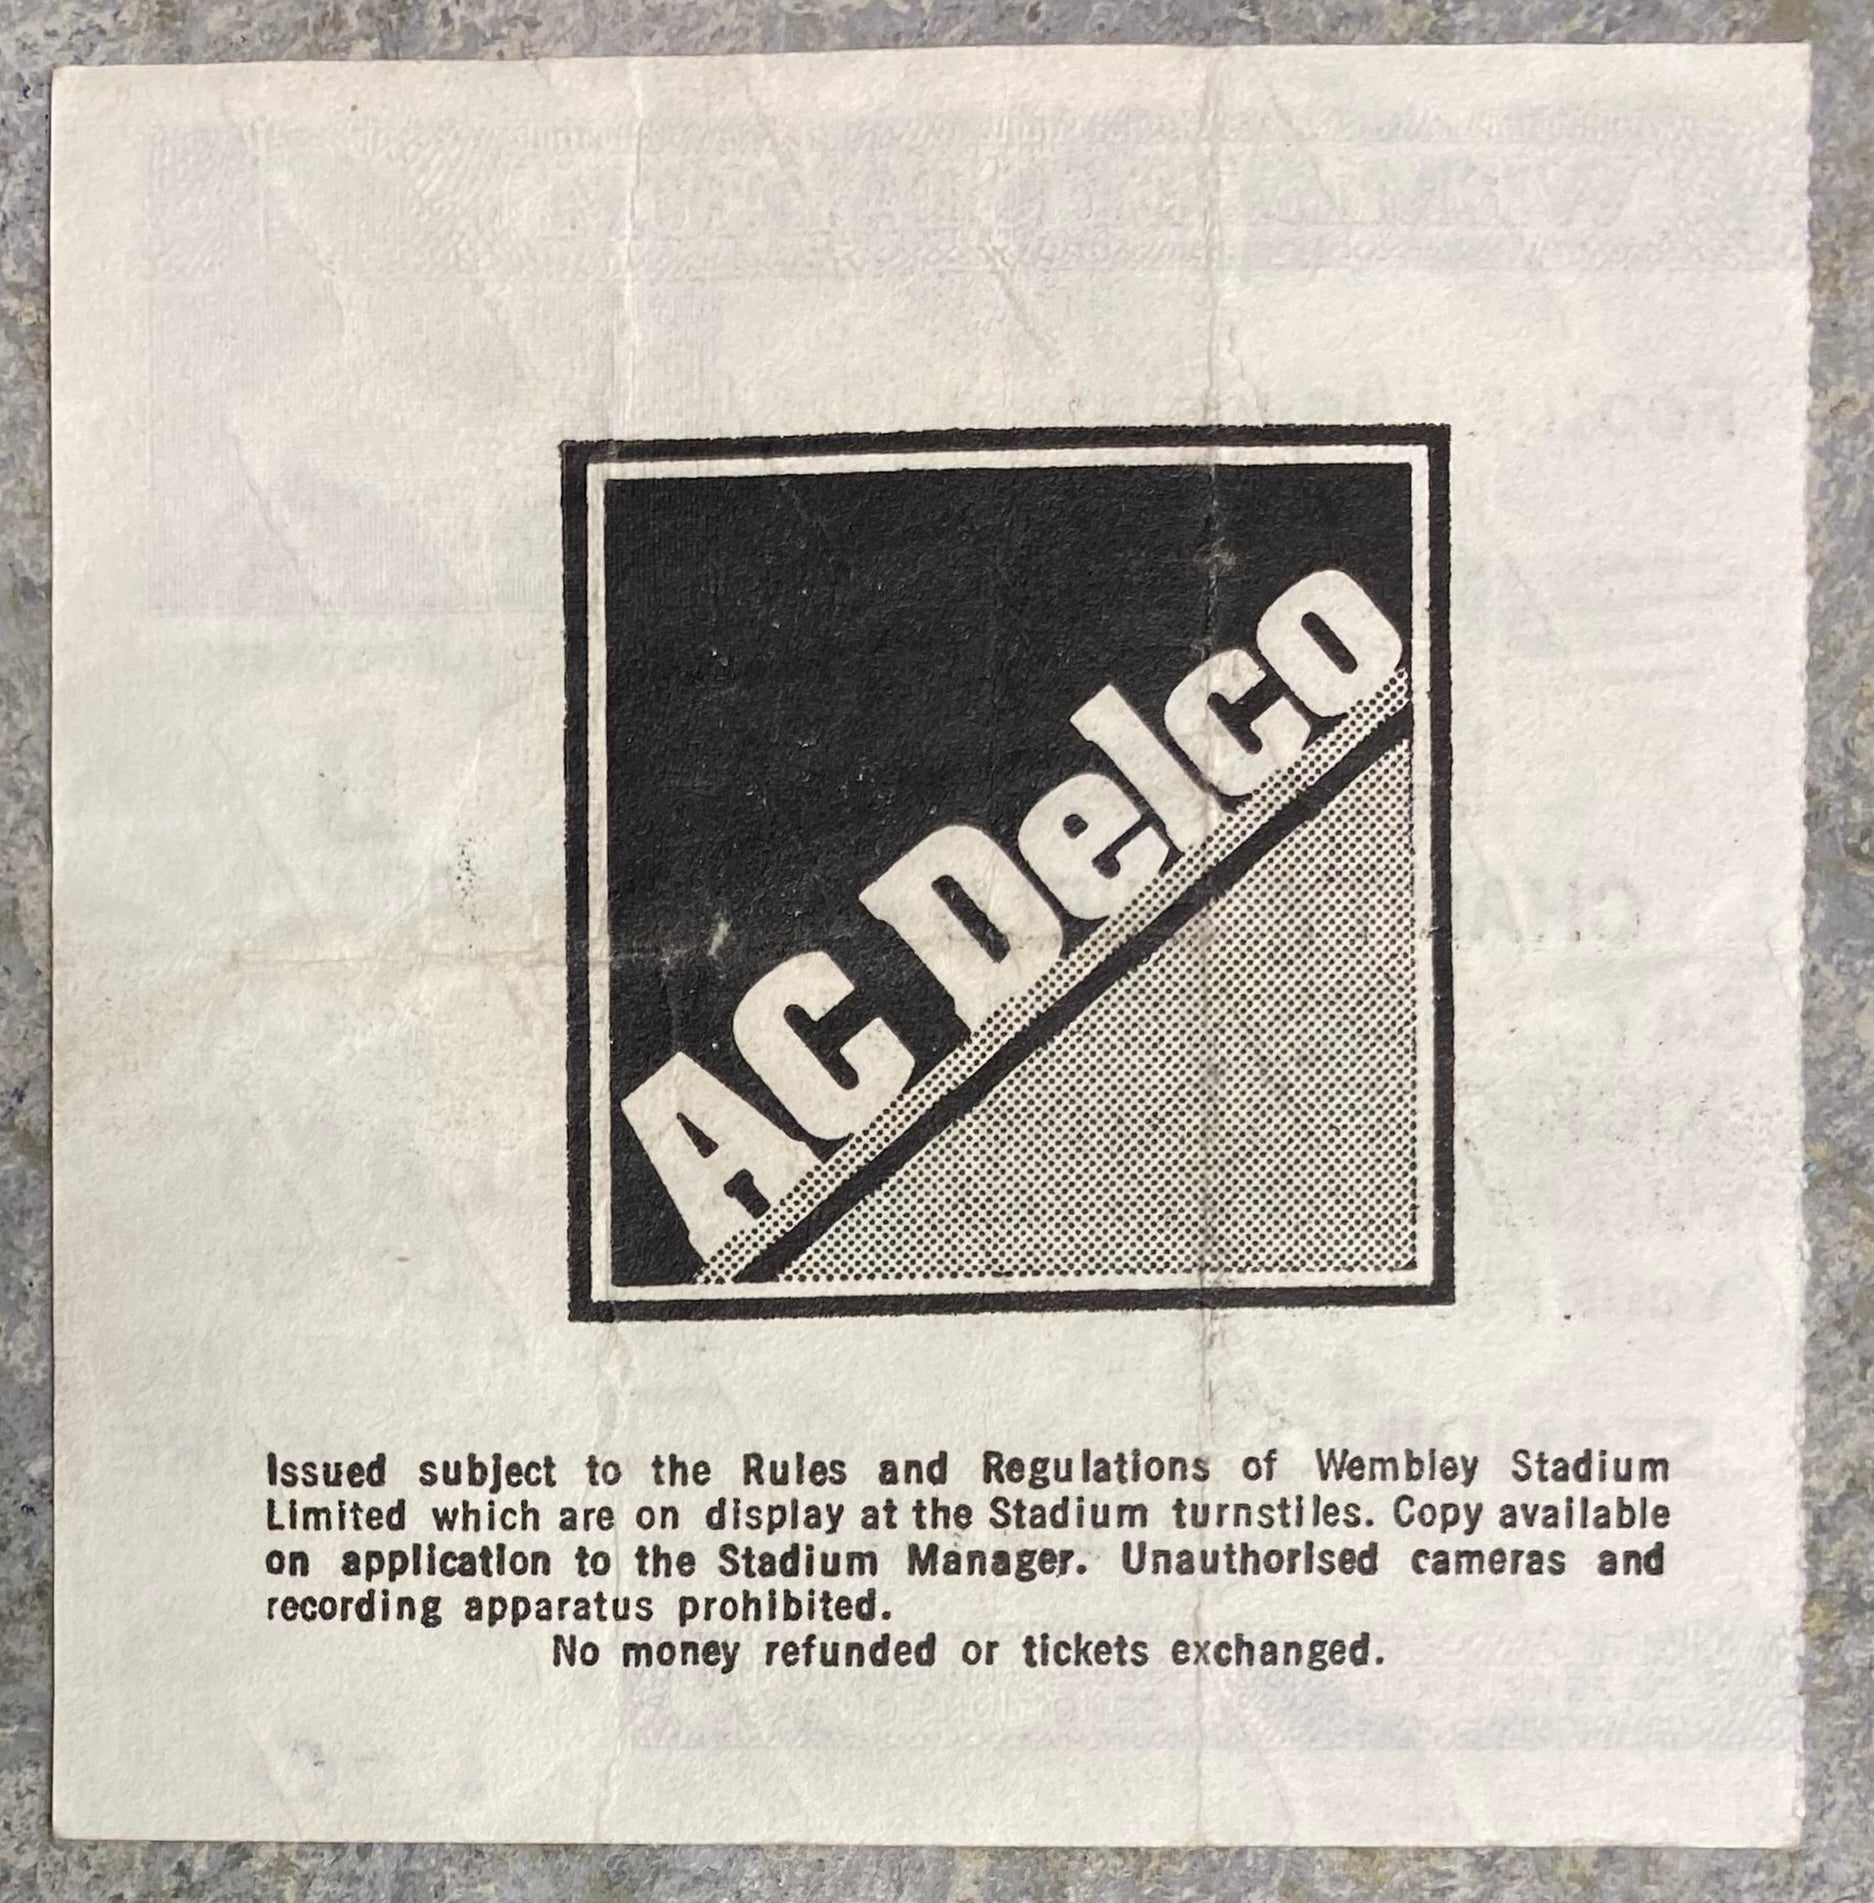 AC Delco
Issued subject to the Rules and Regulations of Wembley Stadium
Limited which are on display at the Stadium turnstiles. Copy available
on application to the Stadium Manager. Unauthorised cameras and
recording apparatus prohibited.
No money refunded or tickets exchanged.